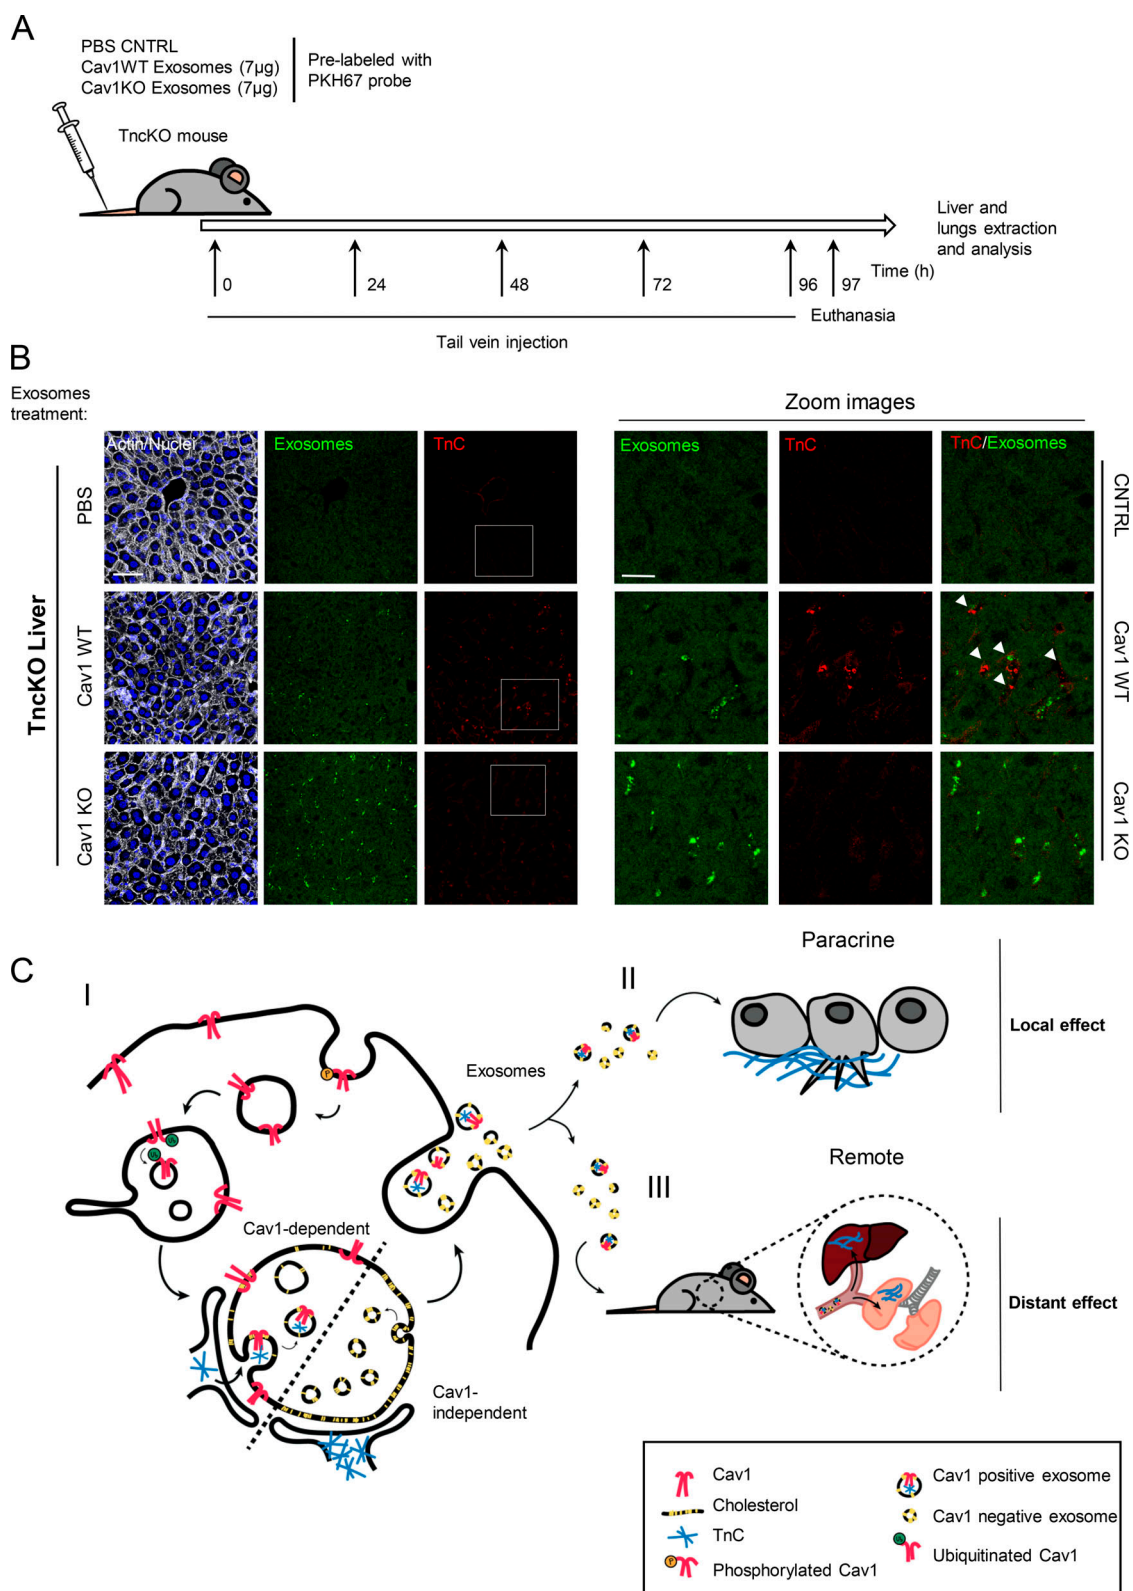 A
PBS CNTRL
Cav1WT Exosomes (7µg)
Cav1KO Exosomes (7µg)
Pre-labeled with
PKH67 probe
TncKO mouse
Liver and
lungs extraction
and analysis
Time (h)
0
24
48
72
96
97
Euthanasia
Tail vein injection
B
Exosomes
treatment:
Zoom images
Actin/Nuclei
Exosomes
TnC
Exosomes
TnC
TnC/Exosomes
TncKO Liver
PBS
Cav1 WT
Cav1 KO
CNTRL
Cav1 WT
Cav1 KO
C
I
II
III
Paracrine
Local effect
Exosomes
Remote
Distant effect
P
Cav1-dependent
Cav1-
independent
Cav1
Cholesterol
TnC
P
Phosphorylated Cav1
Cav1 positive exosome
Cav1 negative exosome
Ubiquitinated Cav1